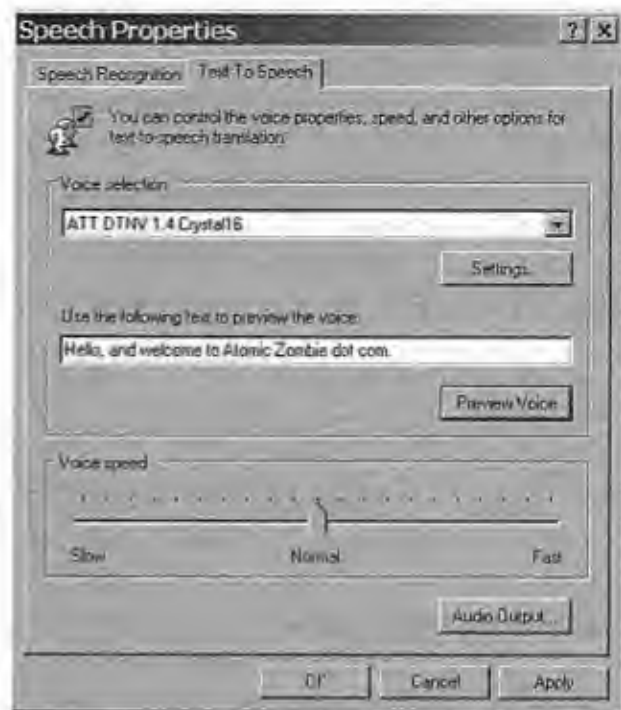 Speech Properties
? X
Speech Recognition Text To Speech
You can control the voice properties, speed, and other options for
text-to-speech translation.
Voice selection
ATT DTNV 1.4 Crystal16
Settings...
Use the following text to preview the voice:
Hello, and welcome to Atomic Zombie dot com.
Preview Voice
Voice speed
Slow Normal Fast
Audio Output...
OK Cancel Apply